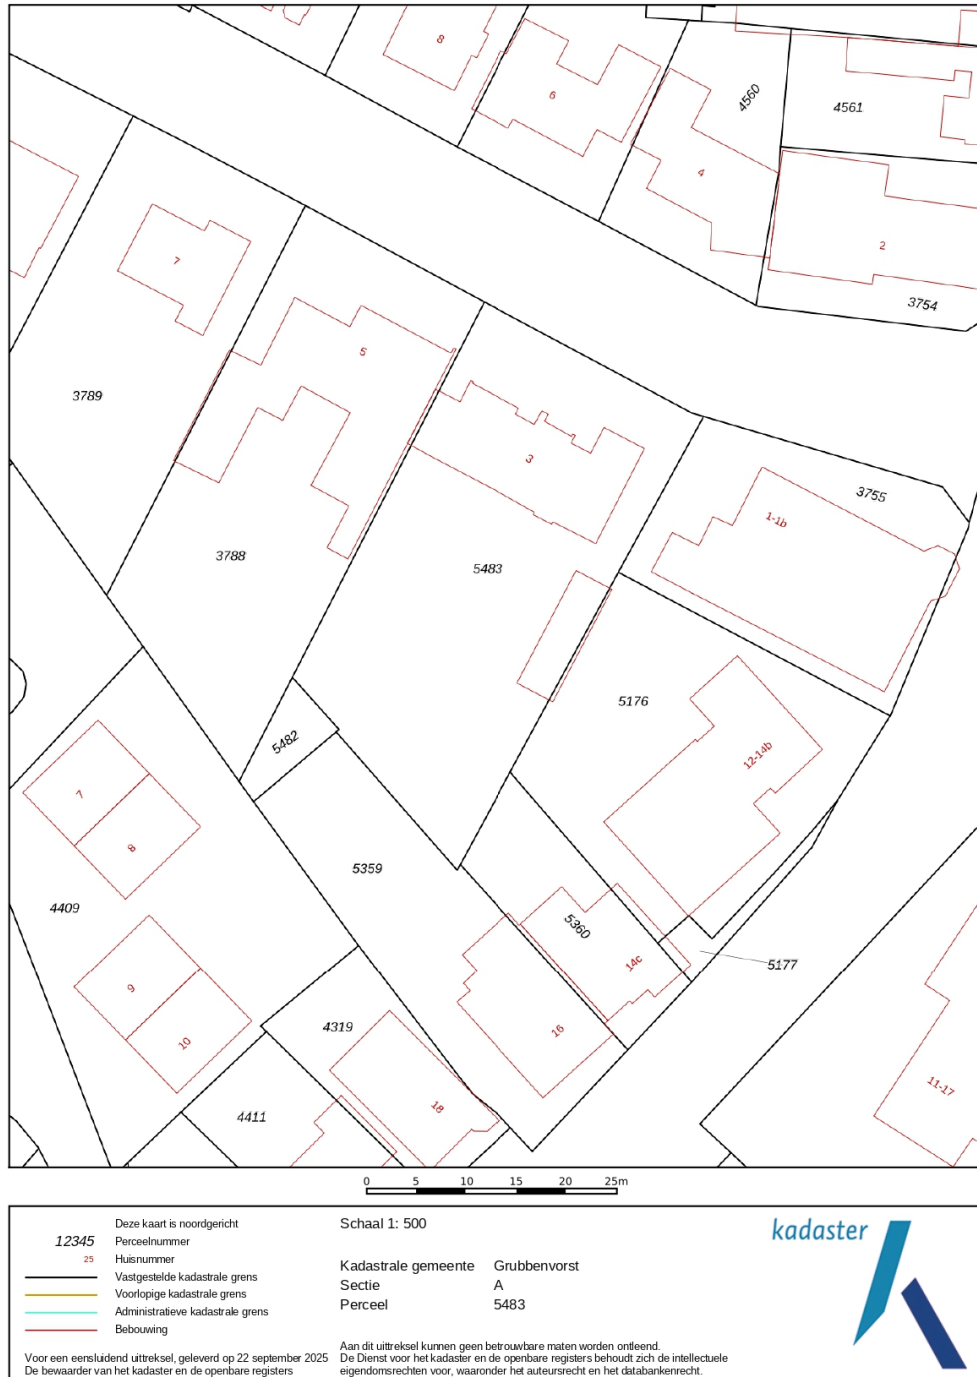 8
6
4560
4561
4
2
7
3754
5
3789
3
3755
1-1b
3788
5483
5176
5482
12-14b
7
8
5359
4409
5360
14c
5177
9
16
4319
10
18
11-17
4411
0 5 10 15 20 25m
Deze kaart is noordgericht
12345 Perceelnummer
25 Huisnummer
Vastgestelde kadastrale grens
Voorlopige kadastrale grens
Administratieve kadastrale grens
Bebouwing
Voor een eensluidend uittreksel, geleverd op 22 september 2025
De bewaarder van het kadaster en de openbare registers
Schaal 1: 500
Kadastrale gemeente Grubbenvorst
Sectie A
Perceel 5483
Aan dit uittreksel kunnen geen betrouwbare maten worden ontleend.
De Dienst voor het kadaster en de openbare registers behoudt zich de intellectuele
eigendomsrechten voor, waaronder het auteursrecht en het databankenrecht.
kadaster